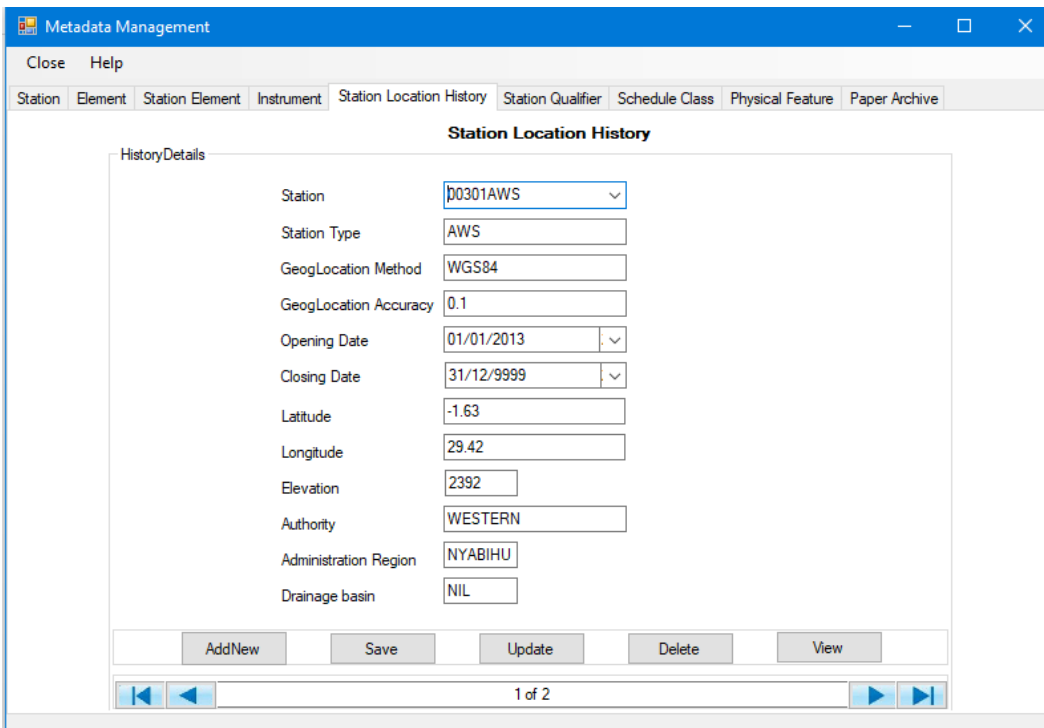 Metadata Management
Close Help
Station Element Station Element Instrument Station Location History Station Qualifier Schedule Class Physical Feature Paper Archive
Station Location History
HistoryDetails
Station 00301AWS
Station Type AWS
GeogLocation Method WGS84
GeogLocation Accuracy 0.1
Opening Date 01/01/2013
Closing Date 31/12/9999
Latitude -1.63
Longitude 29.42
Elevation 2392
Authority WESTERN
Administration Region NYABIHU
Drainage basin NIL
AddNew Save Update Delete View
1 of 2